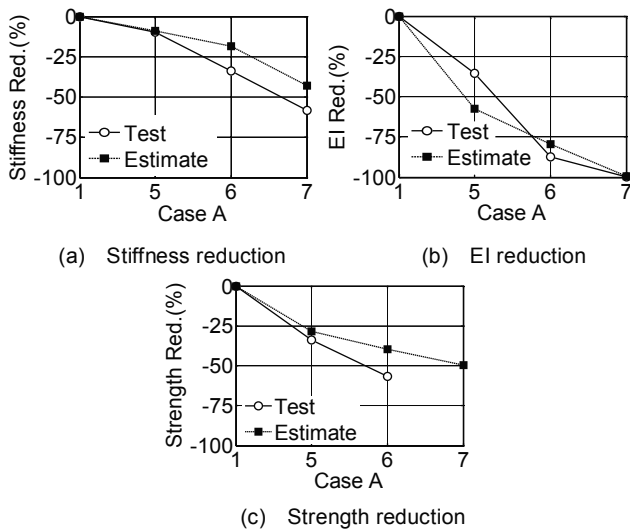 Stiffness Red.(%)
0
-25
-50
-75
-100
Test
Estimate
1 5 6 7
Case A
(a) Stiffness reduction
EI Red.(%)
0
-25
-50
-75
-100
Test
Estimate
1 5 6 7
Case A
(b) EI reduction
Strength Red.(%)
0
-25
-50
-75
-100
Test
Estimate
1 5 6 7
Case A
(c) Strength reduction